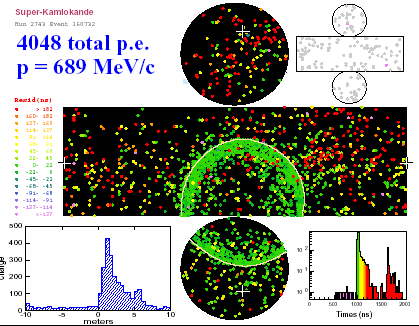 Super-Kamiokande
Run 2743 Event 160732
4048 total p.e.
p = 689 MeV/c
Resid(ns)
> 182
160- 182
137- 160
114- 137
91- 114
68- 91
45- 68
22- 45
0- 22
-22- 0
-45- -22
-68- -45
-91- -68
-114- -91
-137--114
<-137
500
400
300
200
100
0
charge
-10 -5 0 5 10
meters
10²
10¹
10⁰
0 500 1000 1500 2000
Times (ns)